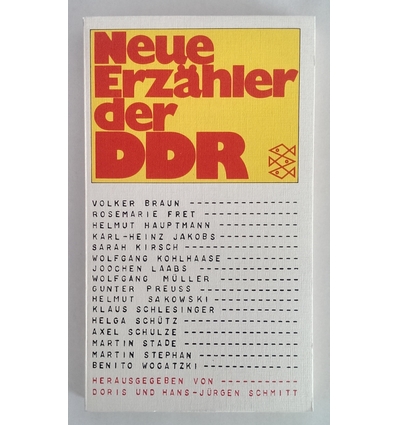 Neue
Erzähler
der
DDR
VOLKER BRAUN
ROSEMARIE FRET
HELMUT HAUPTMANN
KARL-HEINZ JAKOBS
SARAH KIRSCH
WOLFGANG KOHLHAASE
JOOCHEN LAABS
WOLFGANG MÜLLER
GUNTER PREUSS
HELMUT SAKOWSKI
KLAUS SCHLESINGER
HELGA SCHÜTZ
AXEL SCHULZE
MARTIN STADE
MARTIN STEPHAN
BENITO WOGATZKI
HERAUSGEGEBEN VON
DORIS UND HANS-JÜRGEN SCHMITT